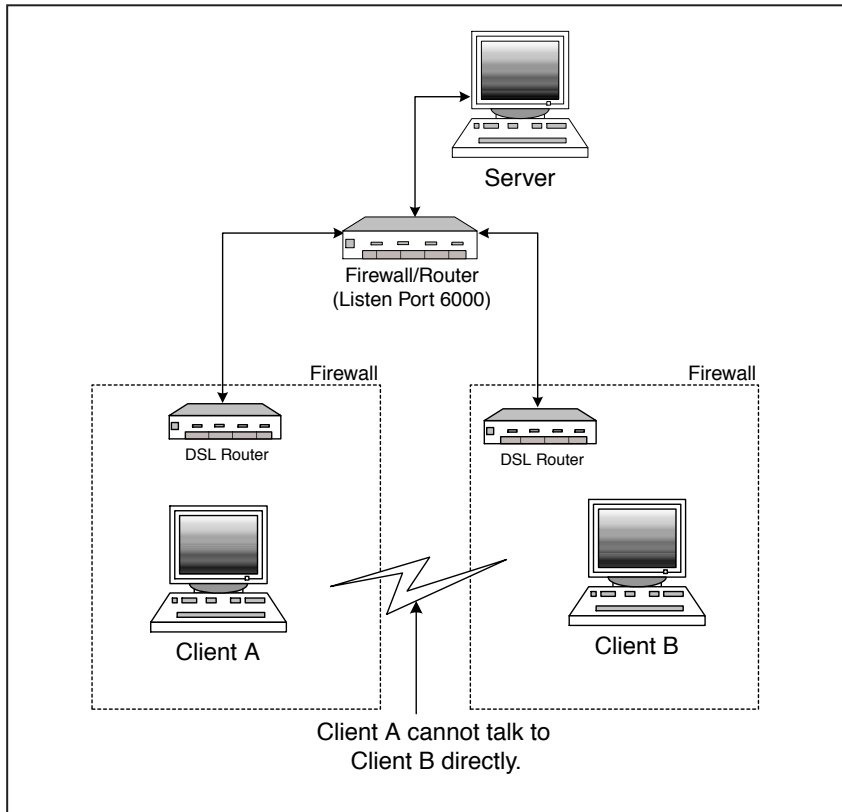 Server
Firewall/Router
(Listen Port 6000)
Firewall
Firewall
DSL Router
DSL Router
Client A
Client B
Client A cannot talk to
Client B directly.